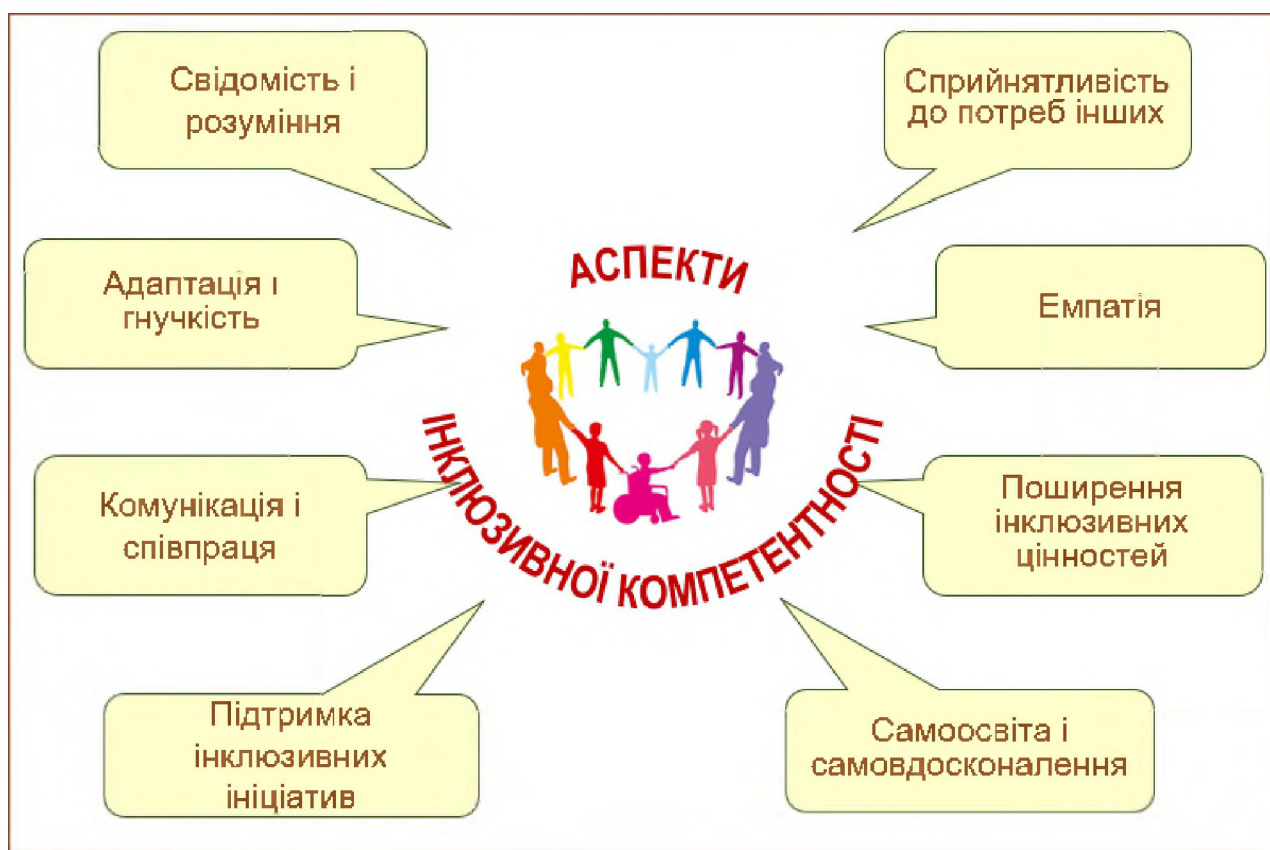 Свідомість і
розуміння
Сприйнятливість
до потреб інших
АСПЕКТИ
Адаптація і
гнучкість
Емпатія
ІНКЛЮЗИВНОЇ КОМПЕТЕНТНОСТІ
Комунікація і
співпраця
Поширення
інклюзивних
цінностей
Підтримка
інклюзивних
ініціатив
Самоосвіта і
самовдосконалення